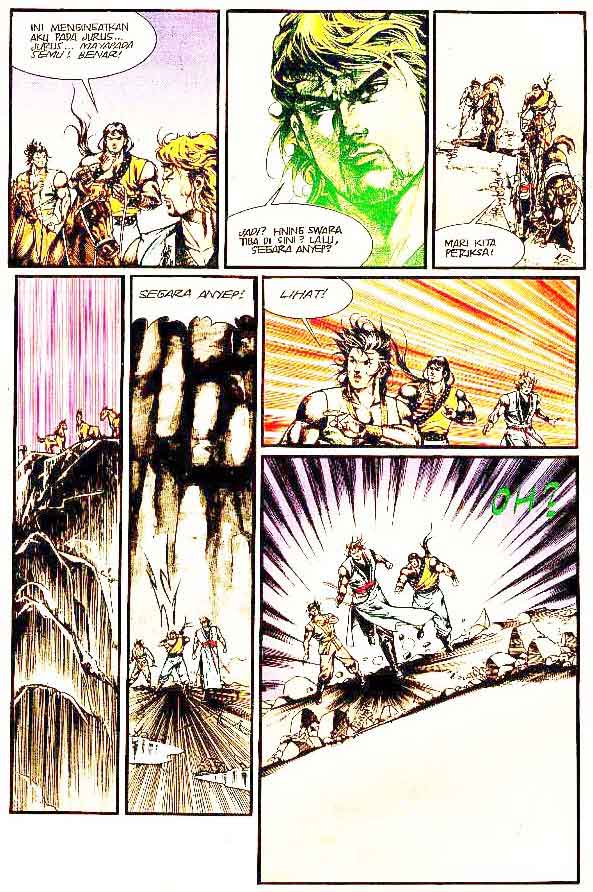 INI MENGINGATKAN
AKU PADA JURUS...
JURUS... MAYAPADA
SEMU! BENAR!
JADI? HNING SWARA
TIBA DI SINI? LALU,
SEGARA ANYEP?
MARI KITA
PERIKSA!
SEGARA ANYEP!
LIHAT!
OH?